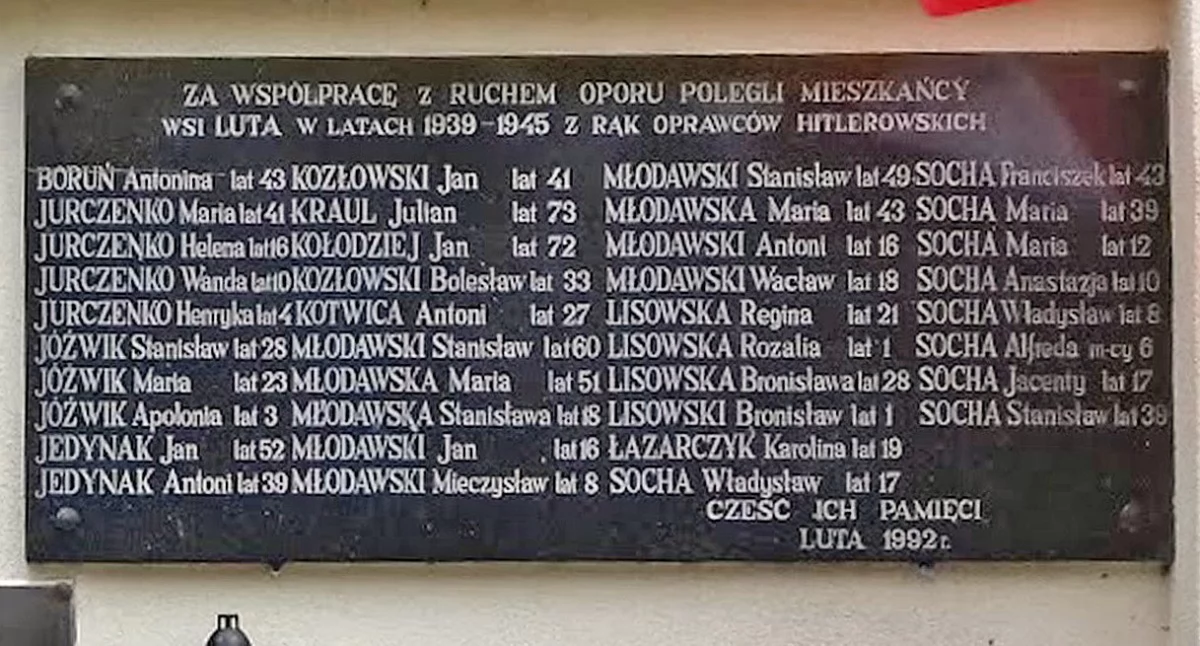 ZA WSPÓŁPRACĘ Z RUCHEM OPORU POLEGLI MIESZKAŃCY
WSI LUTA W LATACH 1939-1945 Z RĄK OPRAWCÓW HITLEROWSKICH
BORUŃ Antonina lat 43 KOZŁOWSKI Jan lat 41 MŁODAWSKI Stanisław lat 49 SOCHA Franciszek lat 43
JURCZENKO Maria lat 41 KRAUL Julian lat 73 MŁODAWSKA Maria lat 43 SOCHA Maria lat 39
JURCZENKO Helena lat 16 KOŁODZIEJ Jan lat 72 MŁODAWSKI Antoni lat 16 SOCHA Maria lat 12
JURCZENKO Wanda lat 10 KOZŁOWSKI Bolesław lat 33 MŁODAWSKI Wacław lat 18 SOCHA Anastazja lat 10
JURCZENKO Henryka lat 4 KOTWICA Antoni lat 27 LISOWSKA Regina lat 21 SOCHA Władysław lat 8
JÓŹWIK Stanisław lat 28 MŁODAWSKI Stanisław lat 60 LISOWSKA Rozalia lat 1 SOCHA Alfreda m-cy 6
JÓŹWIK Maria lat 23 MŁODAWSKA Maria lat 51 LISOWSKA Bronisława lat 28 SOCHA Jacenty lat 17
JÓŹWIK Apolonia lat 3 MŁODAWSKA Stanisława lat 18 LISOWSKI Bronisław lat 1 SOCHA Stanisław lat 39
JEDYNAK Jan lat 52 MŁODAWSKI Jan lat 16 ŁAZARCZYK Karolina lat 19
JEDYNAK Antoni lat 39 MŁODAWSKI Mieczysław lat 8 SOCHA Władysław lat 17
CZEŚĆ ICH PAMIĘCI
LUTA 1992 r.